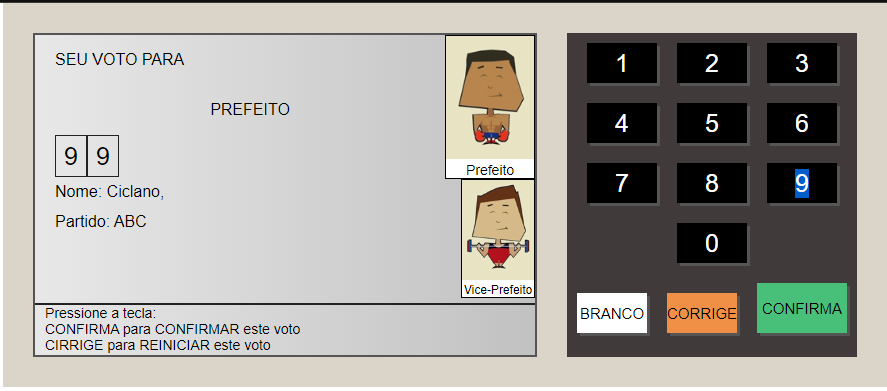 SEU VOTO PARA
PREFEITO
9 9
Nome: Ciclano,
Partido: ABC
Prefeito
Vice-Prefeito
Pressione a tecla:
CONFIRMA para CONFIRMAR este voto
CIRRIGE para REINICIAR este voto
1 2 3
4 5 6
7 8 9
0
BRANCO CORRIGE CONFIRMA